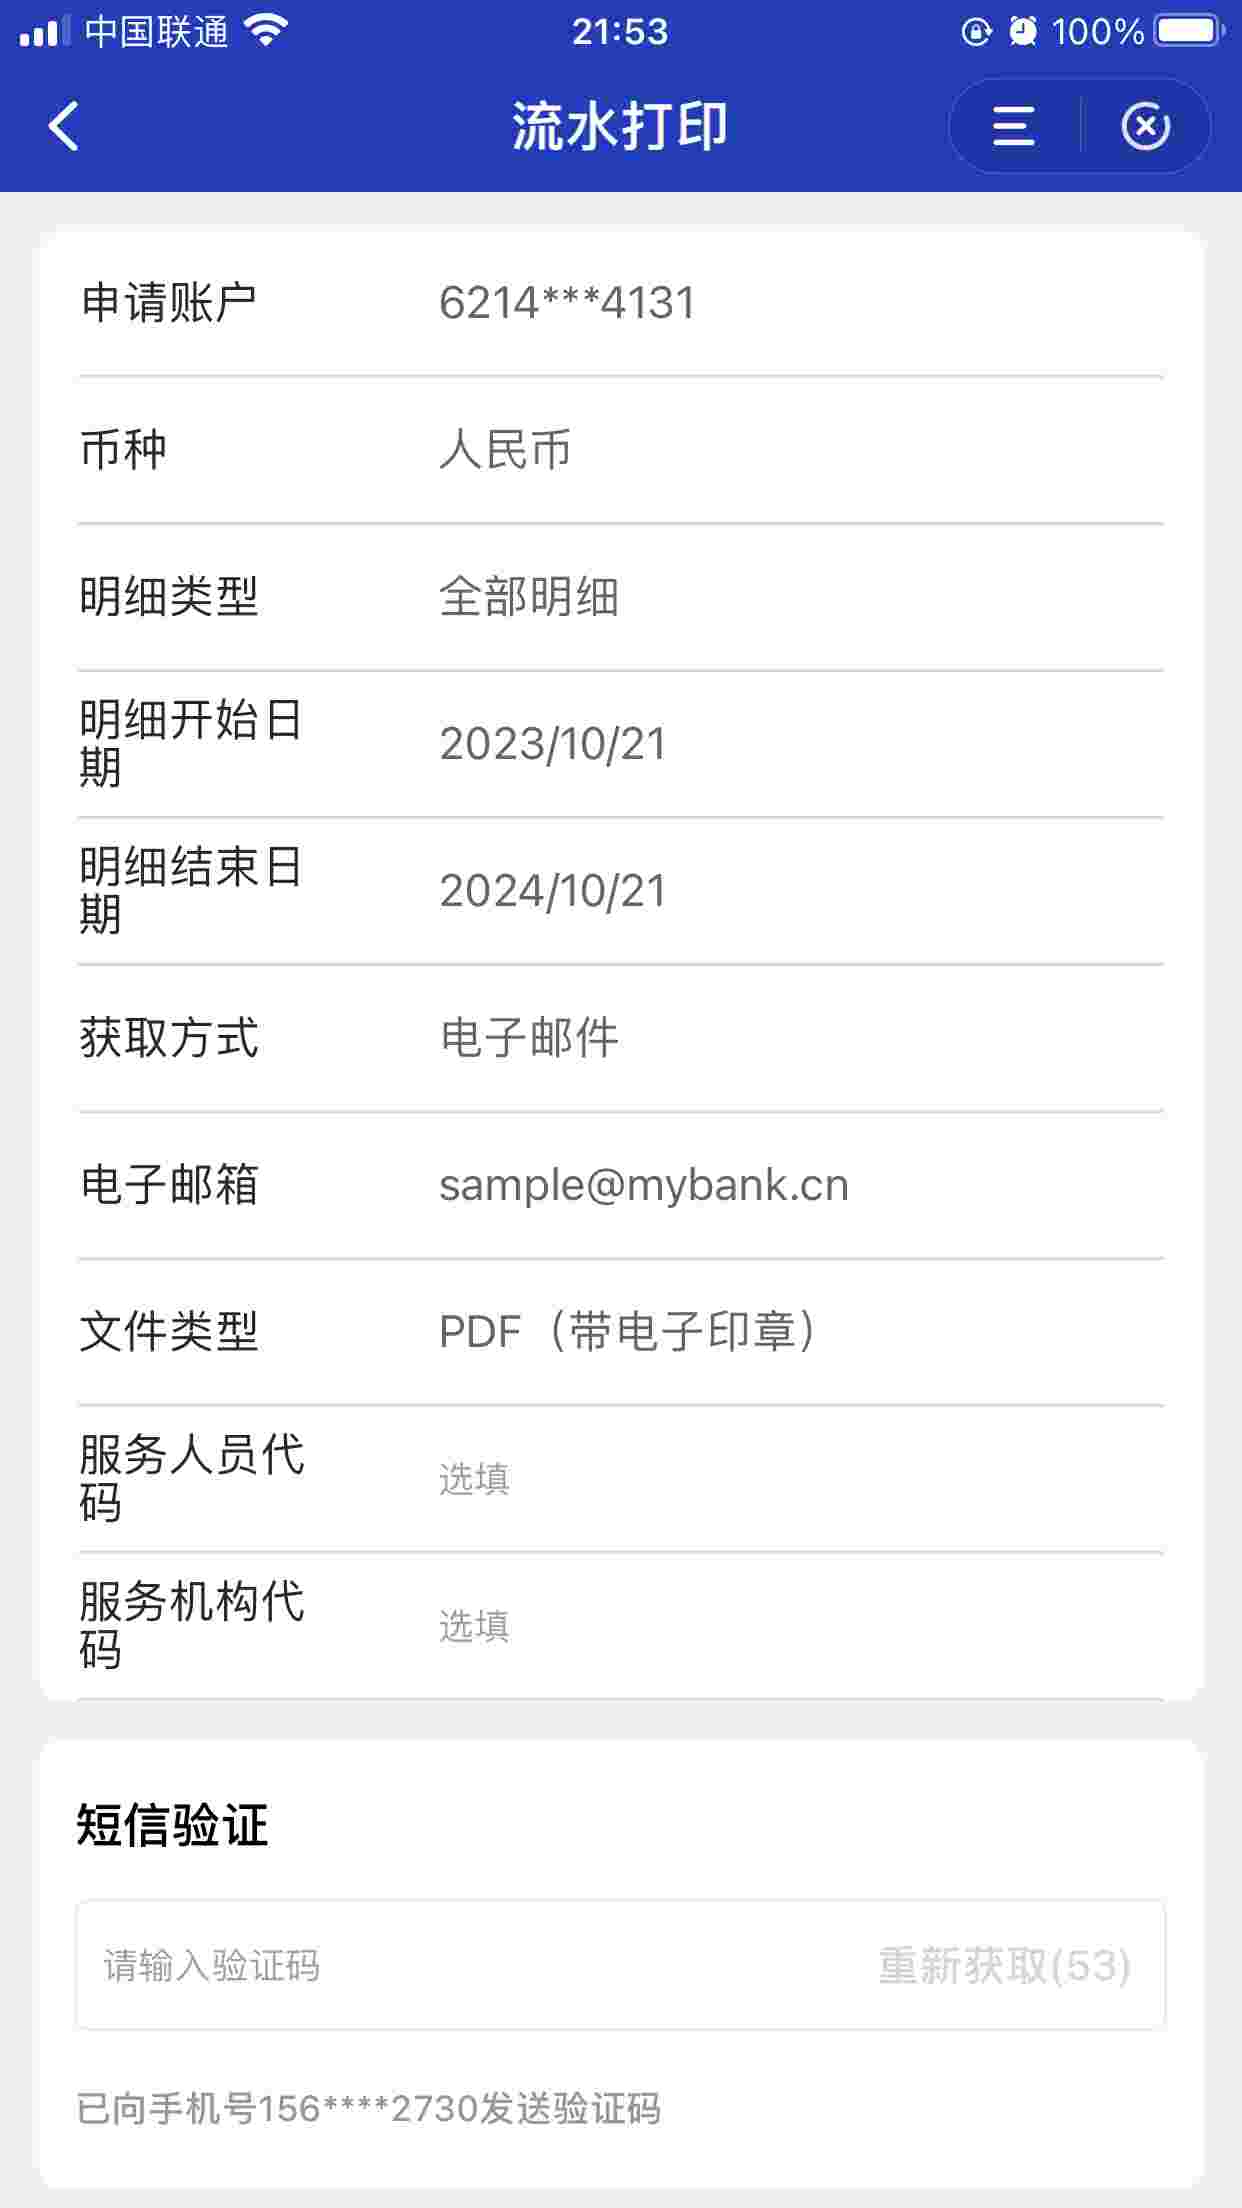 中国联通 21:53 100%
流水打印
申请账户 6214***4131
币种 人民币
明细类型 全部明细
明细开始日
期 2023/10/21
明细结束日
期 2024/10/21
获取方式 电子邮件
电子邮箱 sample@mybank.cn
文件类型 PDF（带电子印章）
服务人员代
码 选填
服务机构代
码 选填
短信验证
请输入验证码 重新获取(53)
已向手机号156****2730发送验证码